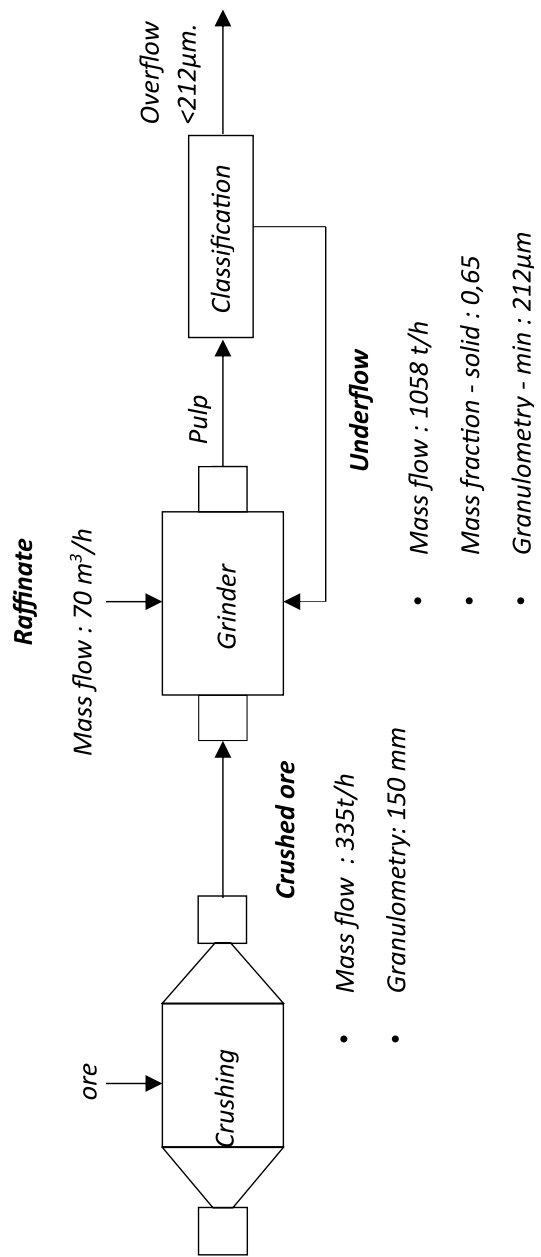 ore
Crushing
Crushed ore
• Mass flow : 335t/h
• Granulometry: 150 mm
Raffinate
Mass flow : 70 m³/h
Grinder
Pulp
Classification
Overflow
<212µm.
Underflow
• Mass flow : 1058 t/h
• Mass fraction - solid : 0,65
• Granulometry - min : 212µm